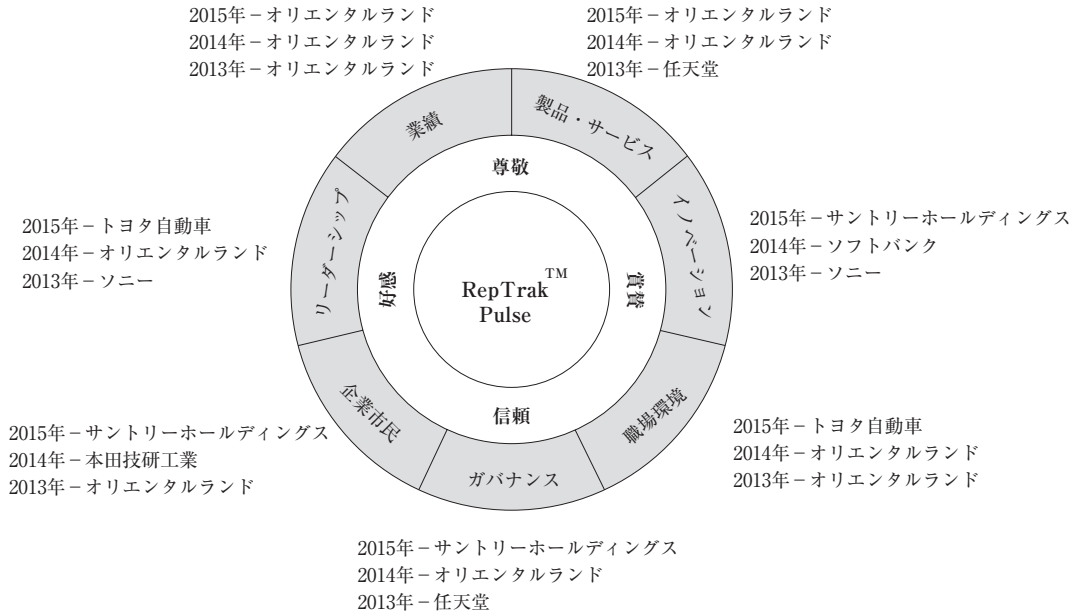 2015年－オリエンタルランド
2014年－オリエンタルランド
2013年－オリエンタルランド
2015年－オリエンタルランド
2014年－オリエンタルランド
2013年－任天堂
業績
製品・サービス
尊敬
リーダーシップ
イノベーション
2015年－トヨタ自動車
2014年－オリエンタルランド
2013年－ソニー
2015年－サントリーホールディングス
2014年－ソフトバンク
2013年－ソニー
好感
RepTrak™
Pulse
賞賛
企業市民
信頼
職場環境
ガバナンス
2015年－サントリーホールディングス
2014年－本田技研工業
2013年－オリエンタルランド
2015年－トヨタ自動車
2014年－オリエンタルランド
2013年－オリエンタルランド
2015年－サントリーホールディングス
2014年－オリエンタルランド
2013年－任天堂